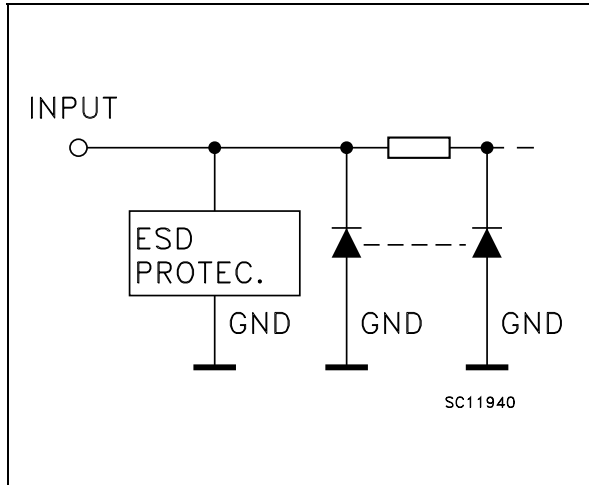 INPUT
ESD
PROTEC.
GND
GND
GND
SC11940